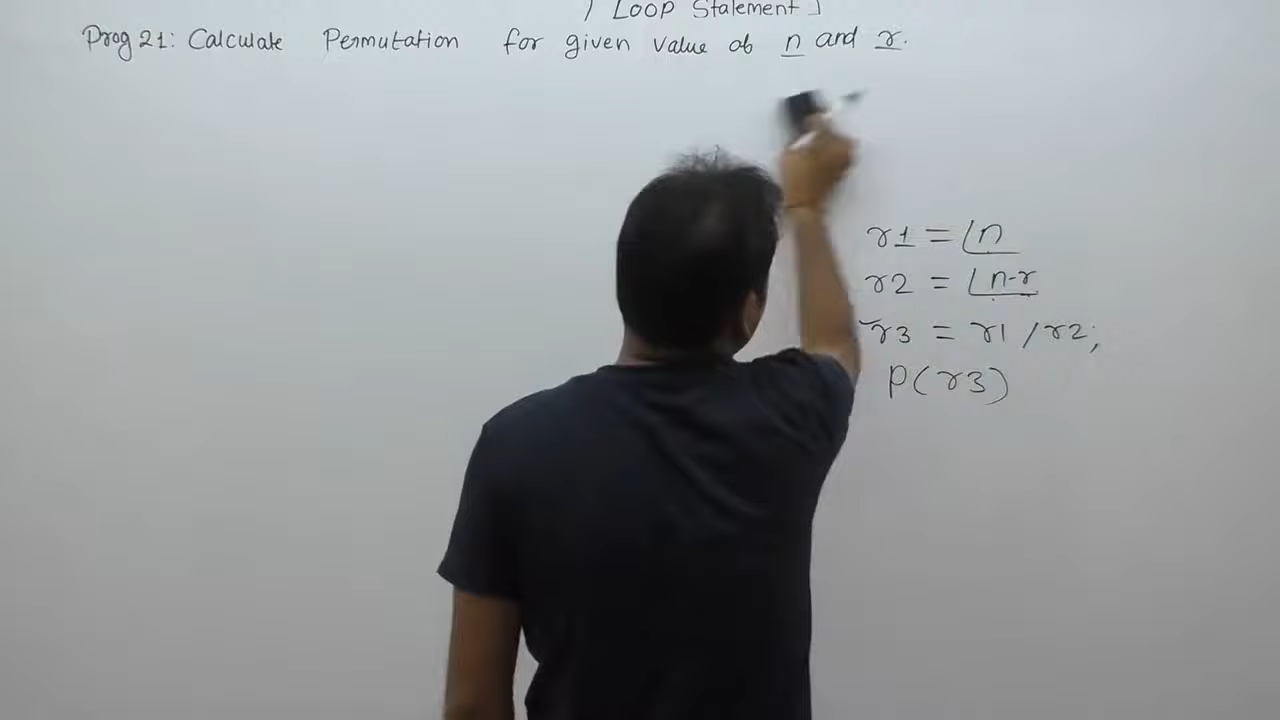 [ Loop Statement ]
Prog 21: Calculate Permutation for given value of n and r.
r1 = ⌊n
r2 = ⌊n-r
r3 = r1 / r2;
P(r3)